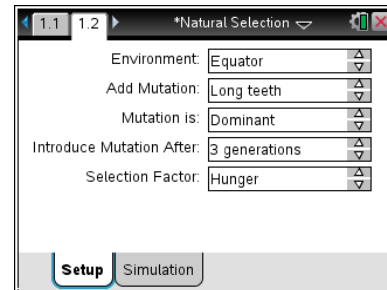 1.1 1.2 *Natural Selection
Environment: Equator
Add Mutation: Long teeth
Mutation is: Dominant
Introduce Mutation After: 3 generations
Selection Factor: Hunger
Setup Simulation